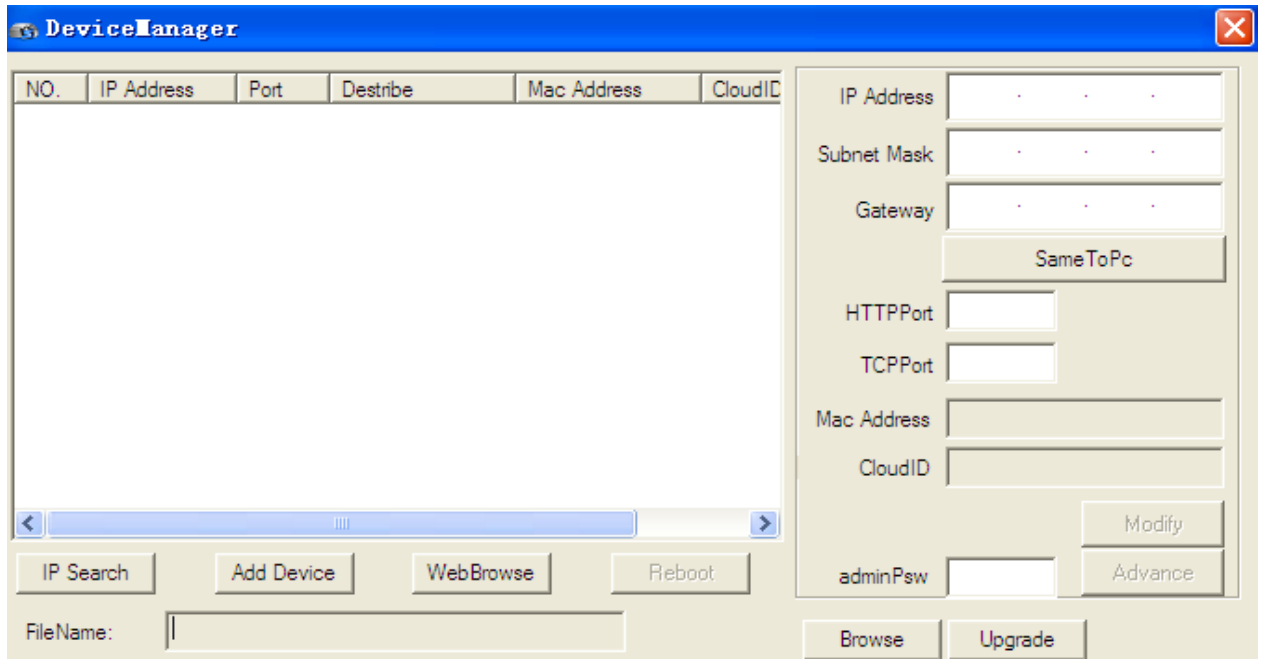 DeviceManager
NO. IP Address Port Destribe Mac Address CloudID
IP Address
Subnet Mask
Gateway
SameToPc
HTTPPort
TCPPort
Mac Address
CloudID
Modify
IP Search Add Device WebBrowse Reboot
adminPsw Advance
FileName:
Browse Upgrade